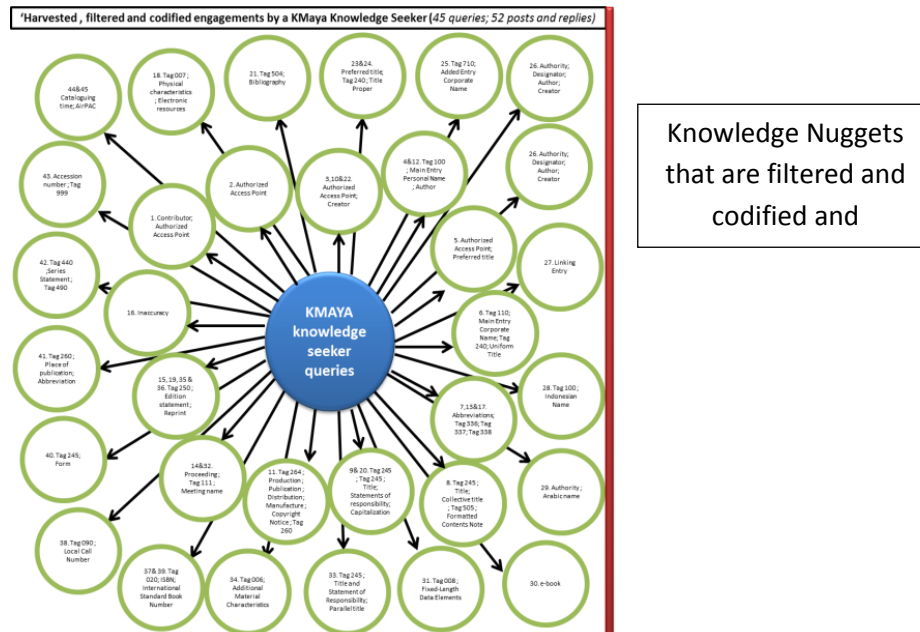 ‘Harvested , filtered and codified engagements by a KMaya Knowledge Seeker (45 queries; 52 posts and replies)
44&45
Cataloguing
time; AirPAC
18. Tag 007 ;
Physical
characteristics
; Electronic
resources
21. Tag 504;
Bibliography
23&24.
Preferred title;
Tag 240; Title
Proper
25. Tag 710;
Added Entry
Corporate
Name
26. Authority;
Designator;
Author;
Creator
43. Accession
number ; Tag
999
1. Contributor;
Authorized
Access Point
2. Authorized
Access Point
3,10&22.
Authorized
Access Point;
Creator
4&12. Tag 100
; Main Entry
Personal Name
; Author
26. Authority;
Designator;
Author;
Creator
5. Authorized
Access Point;
Preferred title
27. Linking
Entry
42. Tag 440
;Series
Statement ;
Tag 490
16. Inaccuracy
KMAYA
knowledge
seeker
queries
6. Tag 110;
Main Entry
Corporate
Name; Tag
240; Uniform
Title
41. Tag 260;
Place of
publication;
Abbreviation
15, 19, 35 &
36. Tag 250;
Edition
statement;
Reprint
7,13&17.
Abbreviations;
Tag 336; Tag
337; Tag 338
28. Tag 100 ;
Indonesian
Name
40. Tag 245;
Form
14&32.
Proceeding;
Tag 111;
Meeting name
11. Tag 264 ;
Production;
Publication ;
Distribution;
Manufacture ;
Copyright
Notice ; Tag
260
9& 20. Tag 245
; Tag 245 ;
Title;
Statements of
responsibility;
Capitalization
8. Tag 245 ;
Title;
Collective title
; Tag 505 ;
Formatted
Contents Note
29. Authority ;
Arabic name
38. Tag 090 ;
Local Call
Number
37& 39. Tag
020; ISBN;
International
Standard Book
Number
34. Tag 006;
Additional
Material
Characteristics
33. Tag 245 ;
Title and
Statement of
Responsibility;
Parallel title
31. Tag 008 ;
Fixed-Length
Data Elements
30. e-book
Knowledge Nuggets
that are filtered and
codified and